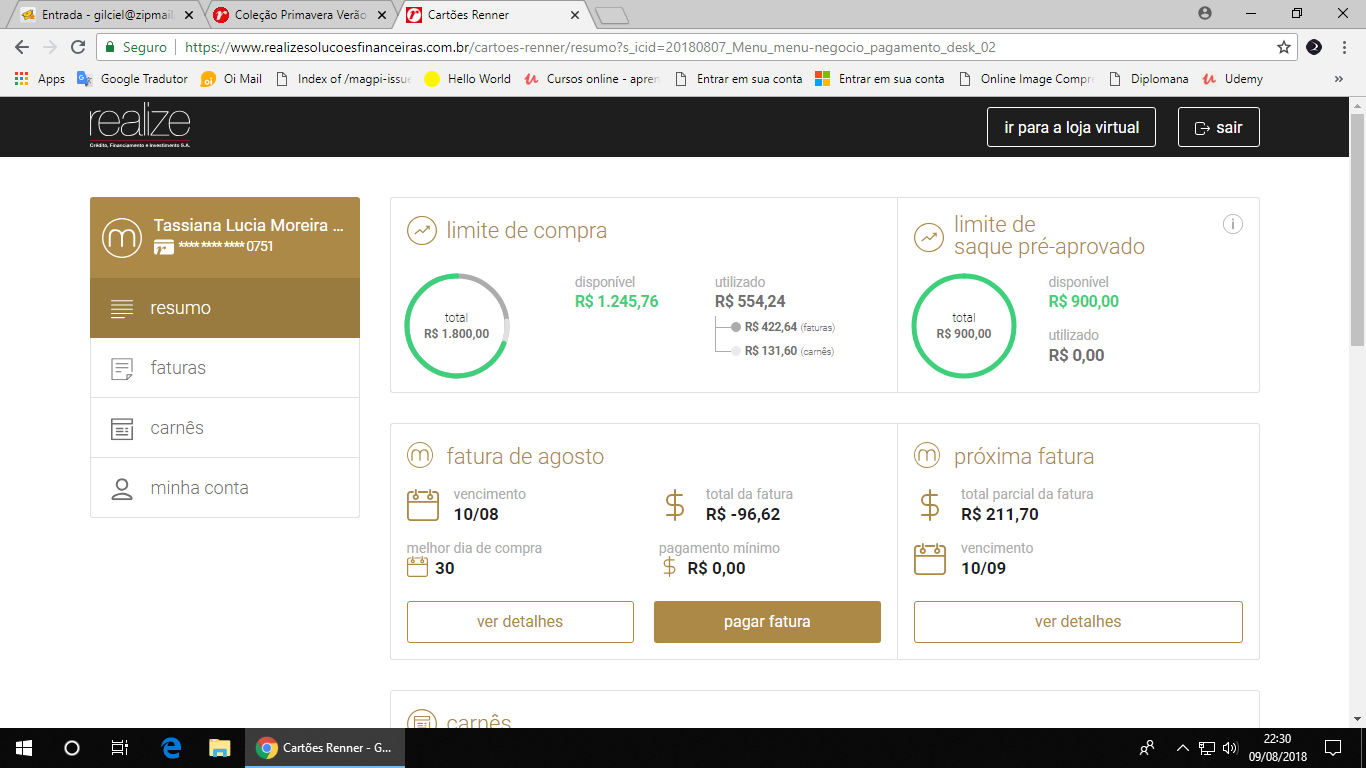 Entrada - gilciel@zipmail.
Coleção Primavera Verão
Cartões Renner
Seguro
https://www.realizesolucoesfinanceiras.com.br/cartoes-renner/resumo?s_icid=20180807_Menu_menu-negocio_pagamento_desk_02
Apps
Google Tradutor
Oi Mail
Index of /magpi-issue
Hello World
Cursos online - apren
Entrar em sua conta
Entrar em sua conta
Online Image Compre
Diplomana
Udemy
»
realize
Crédito, Financiamento e Investimento S.A.
ir para a loja virtual
sair
Tassiana Lucia Moreira ...
**** **** **** 0751
resumo
faturas
carnês
minha conta
limite de compra
total
R$ 1.800,00
disponível
R$ 1.245,76
utilizado
R$ 554,24
R$ 422,64 (faturas)
R$ 131,60 (carnês)
limite de
saque pré-aprovado
total
R$ 900,00
disponível
R$ 900,00
utilizado
R$ 0,00
fatura de agosto
vencimento
10/08
total da fatura
R$ -96,62
melhor dia de compra
30
pagamento mínimo
R$ 0,00
ver detalhes
pagar fatura
próxima fatura
total parcial da fatura
R$ 211,70
vencimento
10/09
ver detalhes
carnês
Cartões Renner - G...
22:30
09/08/2018